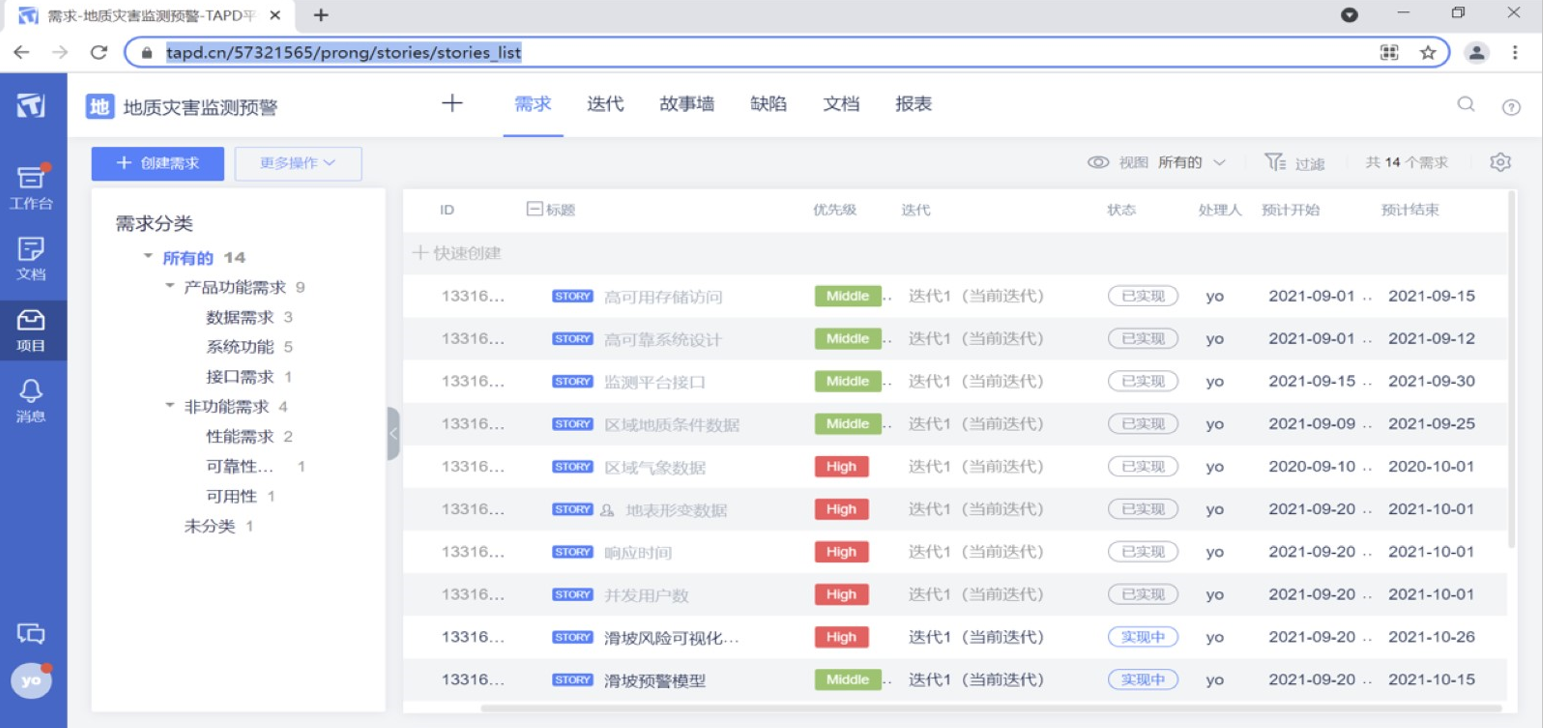 需求-地质灾害监测预警-TAPD平
tapd.cn/57321565/prong/stories/stories_list
地 地质灾害监测预警 需求 迭代 故事墙 缺陷 文档 报表
工作台
文档
项目
消息
yo
创建需求 更多操作 视图 所有的 过滤 共 14 个需求
需求分类
所有的 14
产品功能需求 9
数据需求 3
系统功能 5
接口需求 1
非功能需求 4
性能需求 2
可靠性... 1
可用性 1
未分类 1
ID 标题 优先级 迭代 状态 处理人 预计开始 预计结束
快速创建
13316... STORY 高可用存储访问 Middle .. 迭代1（当前迭代） 已实现 yo 2021-09-01 .. 2021-09-15
13316... STORY 高可靠系统设计 Middle .. 迭代1（当前迭代） 已实现 yo 2021-09-01 .. 2021-09-12
13316... STORY 监测平台接口 Middle .. 迭代1（当前迭代） 已实现 yo 2021-09-15 .. 2021-09-30
13316... STORY 区域地质条件数据 Middle .. 迭代1（当前迭代） 已实现 yo 2021-09-09 .. 2021-09-25
13316... STORY 区域气象数据 High 迭代1（当前迭代） 已实现 yo 2020-09-10 .. 2020-10-01
13316... STORY 地表形变数据 High 迭代1（当前迭代） 已实现 yo 2021-09-20 .. 2021-10-01
13316... STORY 响应时间 High 迭代1（当前迭代） 已实现 yo 2021-09-20 .. 2021-10-01
13316... STORY 并发用户数 High 迭代1（当前迭代） 已实现 yo 2021-09-20 .. 2021-10-01
13316... STORY 滑坡风险可视化... High 迭代1（当前迭代） 实现中 yo 2021-09-20 .. 2021-10-26
13316... STORY 滑坡预警模型 Middle .. 迭代1（当前迭代） 实现中 yo 2021-09-20 .. 2021-10-15